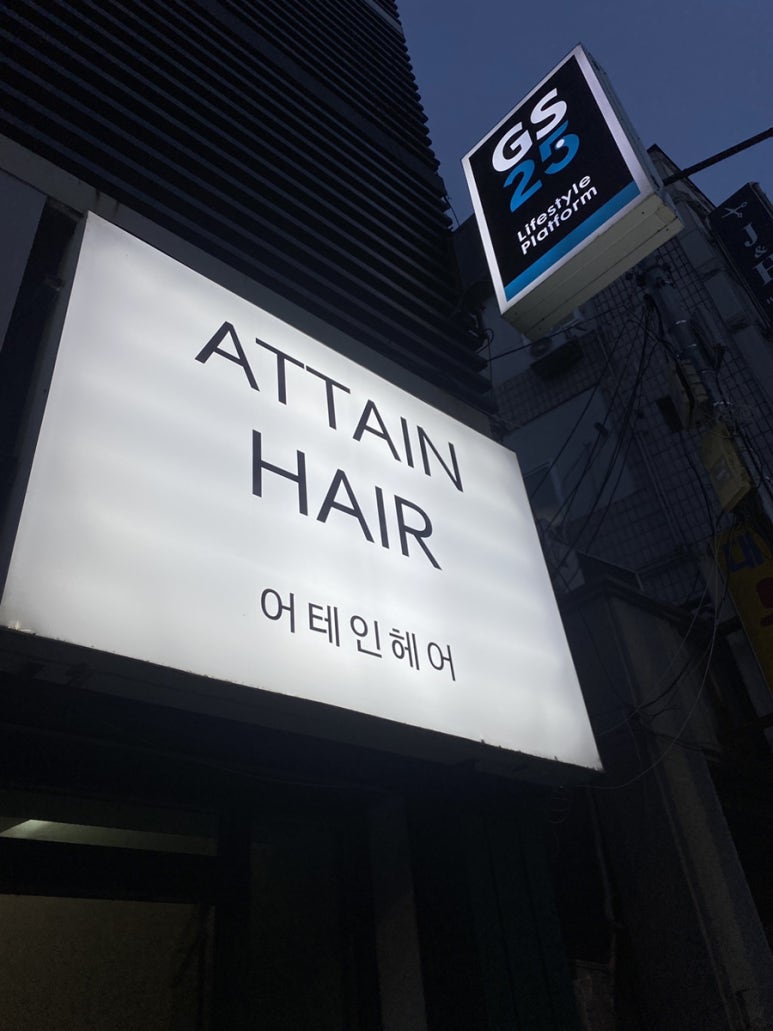 ATTAIN
HAIR
어테인헤어
GS
25
Lifestyle
Platform
J
&